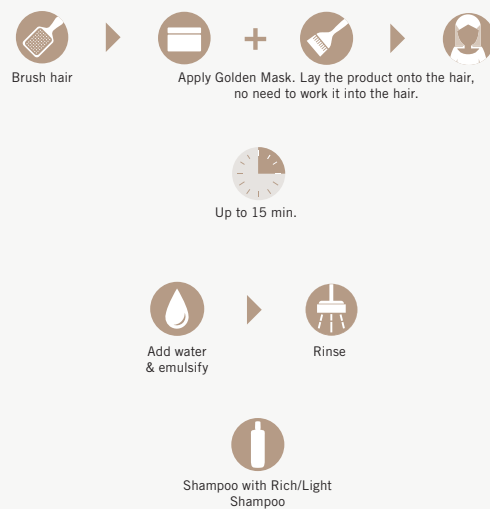 Brush hair
Apply Golden Mask. Lay the product onto the hair,
no need to work it into the hair.
Up to 15 min.
Add water
& emulsify
Rinse
Shampoo with Rich/Light
Shampoo